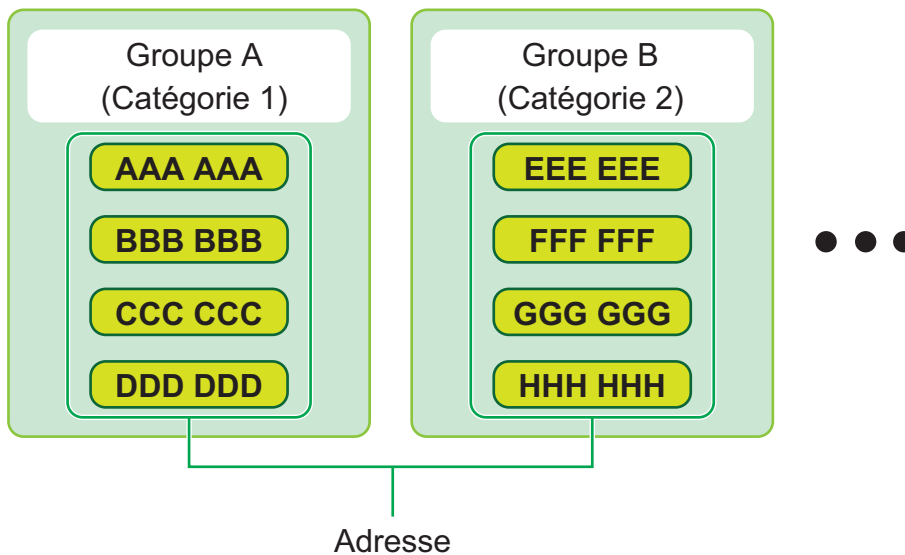 Groupe A
(Catégorie 1)
AAA AAA
BBB BBB
CCC CCC
DDD DDD
Groupe B
(Catégorie 2)
EEE EEE
FFF FFF
GGG GGG
HHH HHH
Adresse